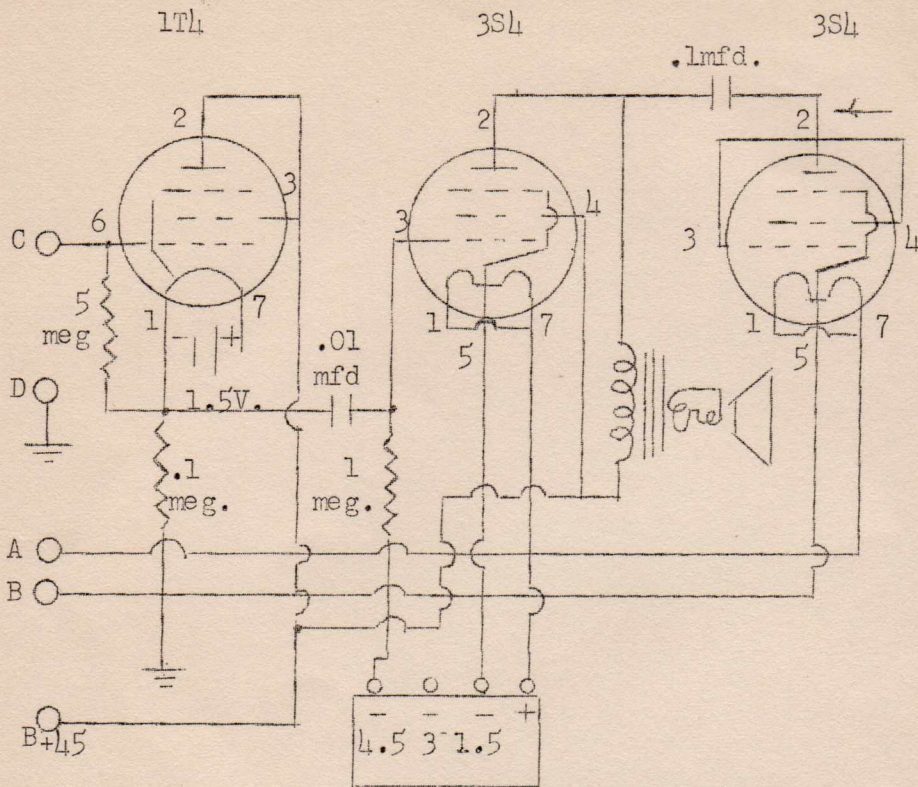 1T4 3S4 3S4
.1mfd.
2 2 2
3
6 3 4 3 4
C
5
meg
1 7 1 7 1 7
- +
5 5
.01
mfd
D
1.5V.
.1
meg.
1
meg.
A
B
B+45
- - - +
4.5 3 1.5